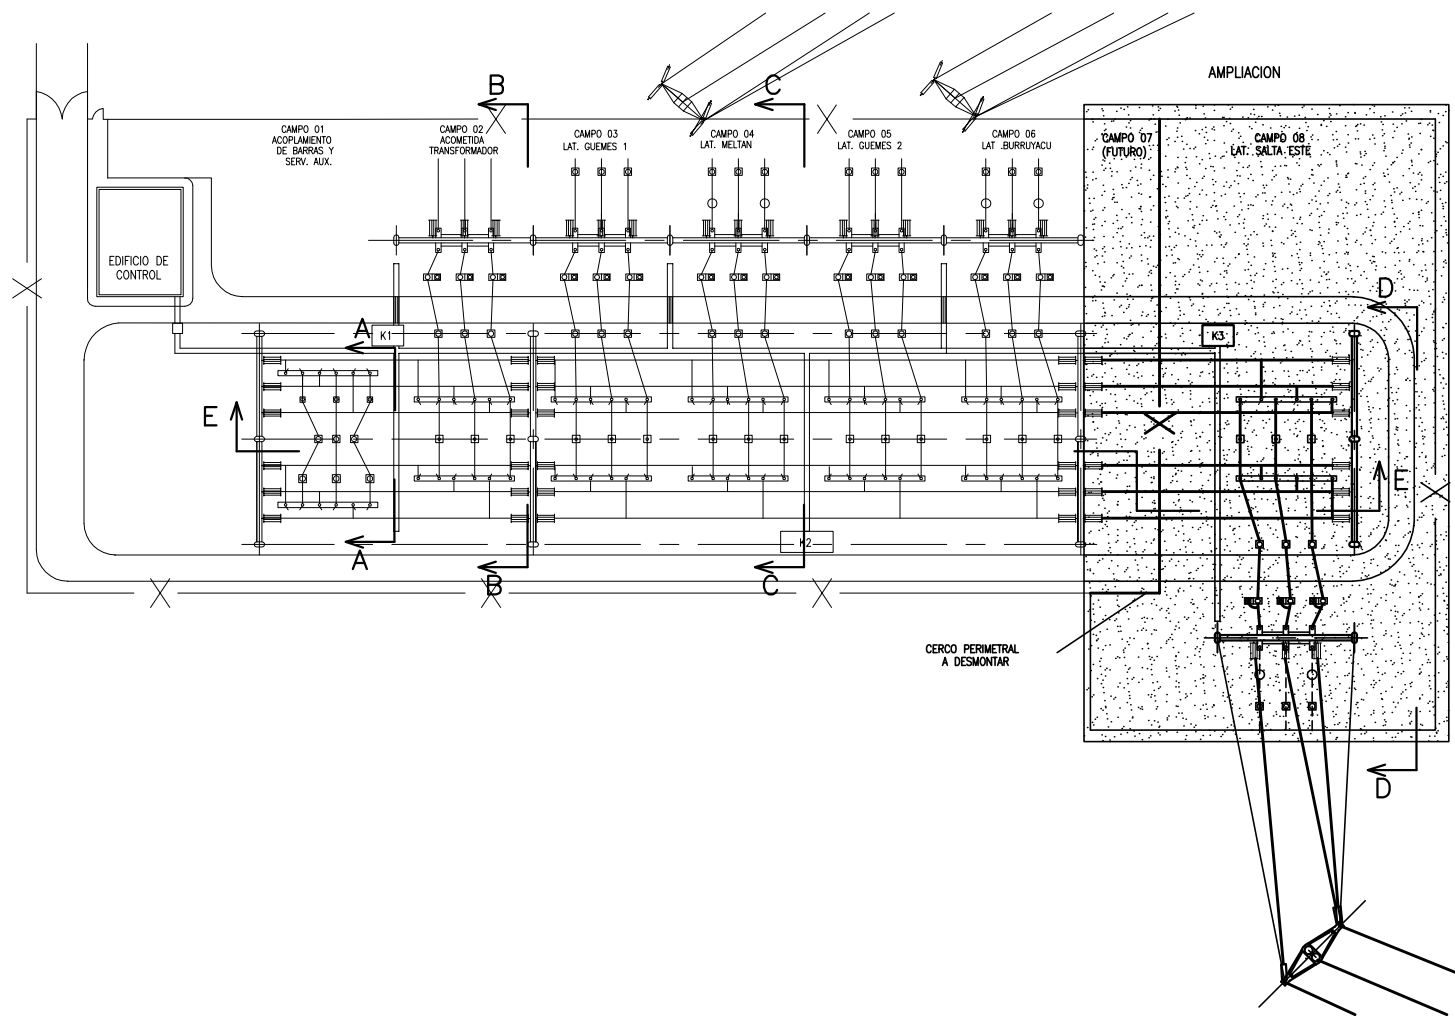 AMPLIACION
B
C
CAMPO 01
ACOPLAMIENTO
DE BARRAS Y
SERV. AUX.
CAMPO 02
ACOMETIDA
TRANSFORMADOR
CAMPO 03
LAT. GUEMES 1
CAMPO 04
LAT. MELTAN
CAMPO 05
LAT. GUEMES 2
CAMPO 06
LAT .BURRUYACU
CAMPO 07
(FUTURO)
CAMPO 08
LAT. SALTA ESTE
EDIFICIO DE
CONTROL
D
A
K1
K3
E
E
K2
A
B
C
CERCO PERIMETRAL
A DESMONTAR
D